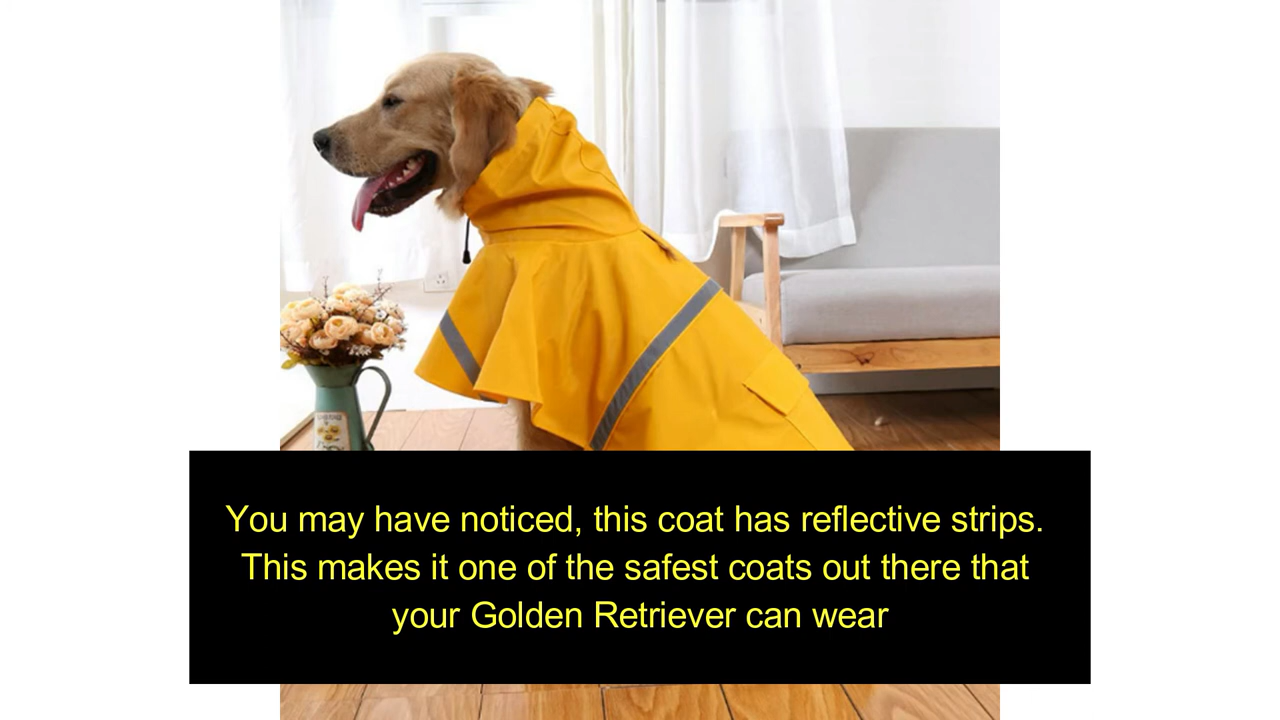 You may have noticed, this coat has reflective strips.
This makes it one of the safest coats out there that
your Golden Retriever can wear